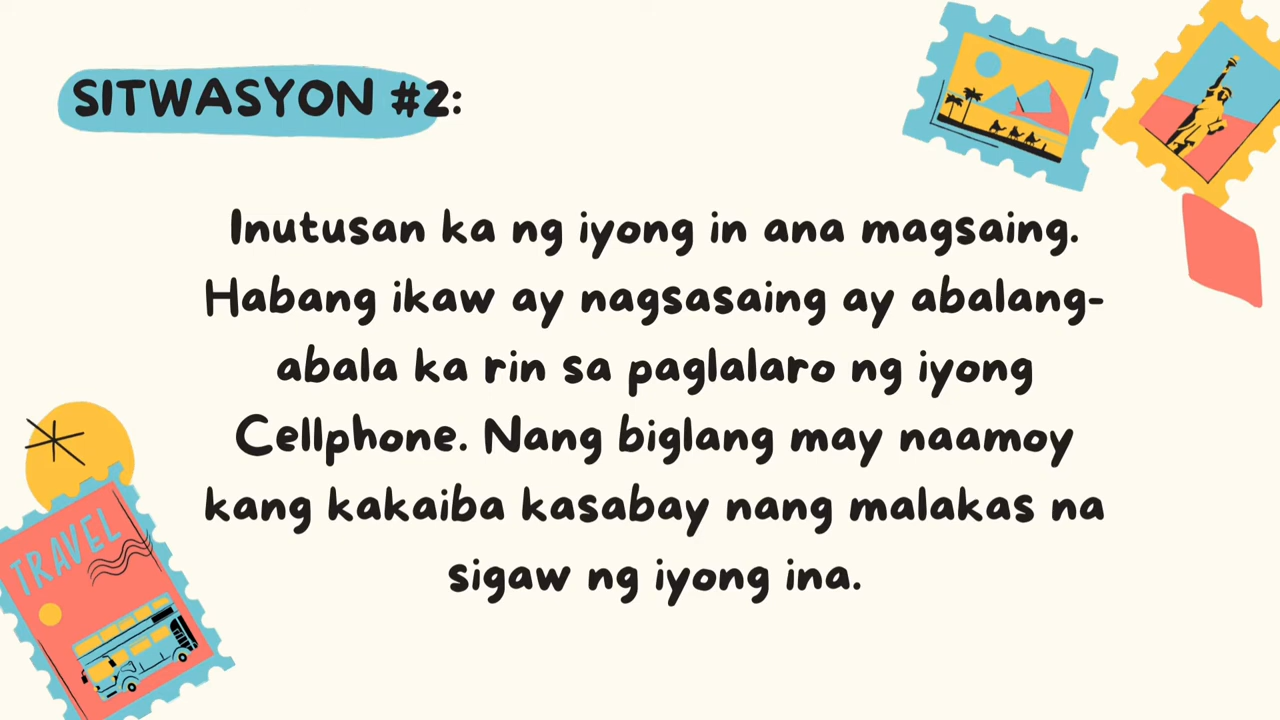 SITWASYON #2:
Inutusan ka ng iyong in ana magsaing.
Habang ikaw ay nagsasaing ay abalang-
abala ka rin sa paglalaro ng iyong
Cellphone. Nang biglang may naamoy
kang kakaiba kasabay nang malakas na
sigaw ng iyong ina.
TRAVEL